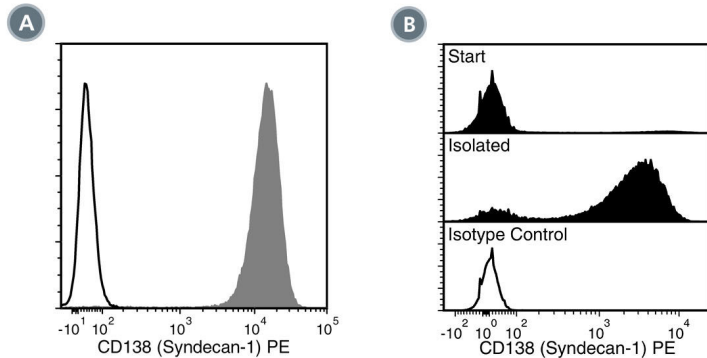 A
B
Start
Isolated
Isotype Control
-10¹ 10² 10³ 10⁴ 10⁵
CD138 (Syndecan-1) PE
-10² 10⁰ 10² 10³ 10⁴
CD138 (Syndecan-1) PE